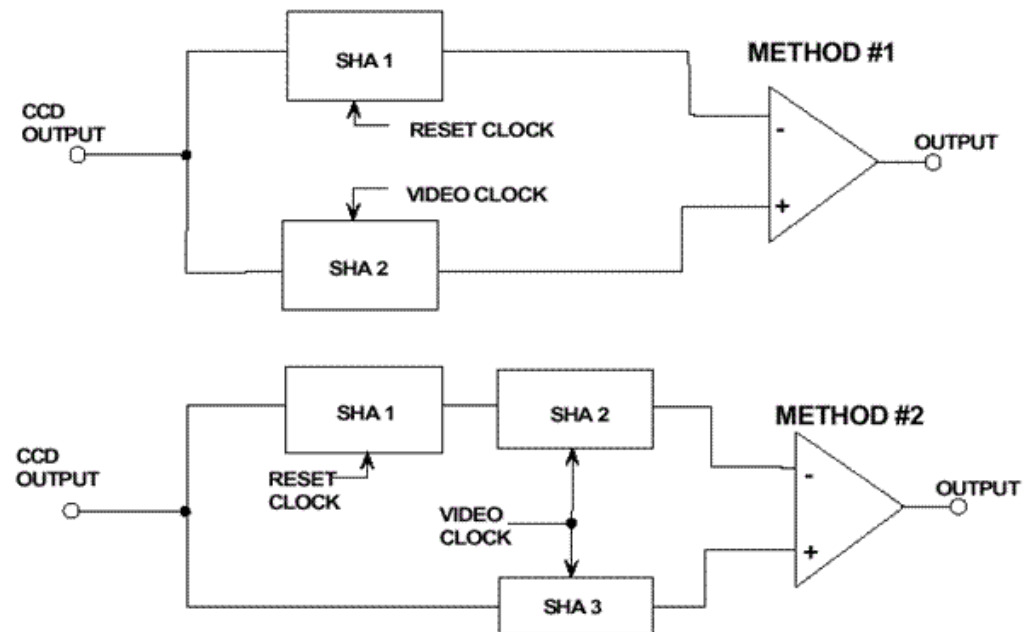 METHOD #1
SHA 1
CCD
OUTPUT
RESET CLOCK
-
OUTPUT
VIDEO CLOCK
+
SHA 2
METHOD #2
SHA 1
SHA 2
CCD
OUTPUT
RESET
CLOCK
-
OUTPUT
VIDEO
CLOCK
+
SHA 3